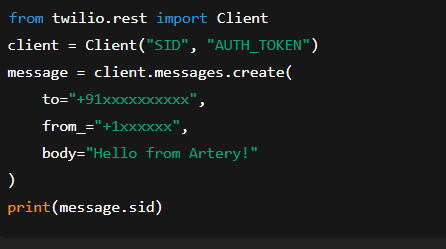 from twilio.rest import Client
client = Client("SID", "AUTH_TOKEN")
message = client.messages.create(
    to="+91xxxxxxxxxx",
    from_="+1xxxxxx",
    body="Hello from Artery!"
)
print(message.sid)